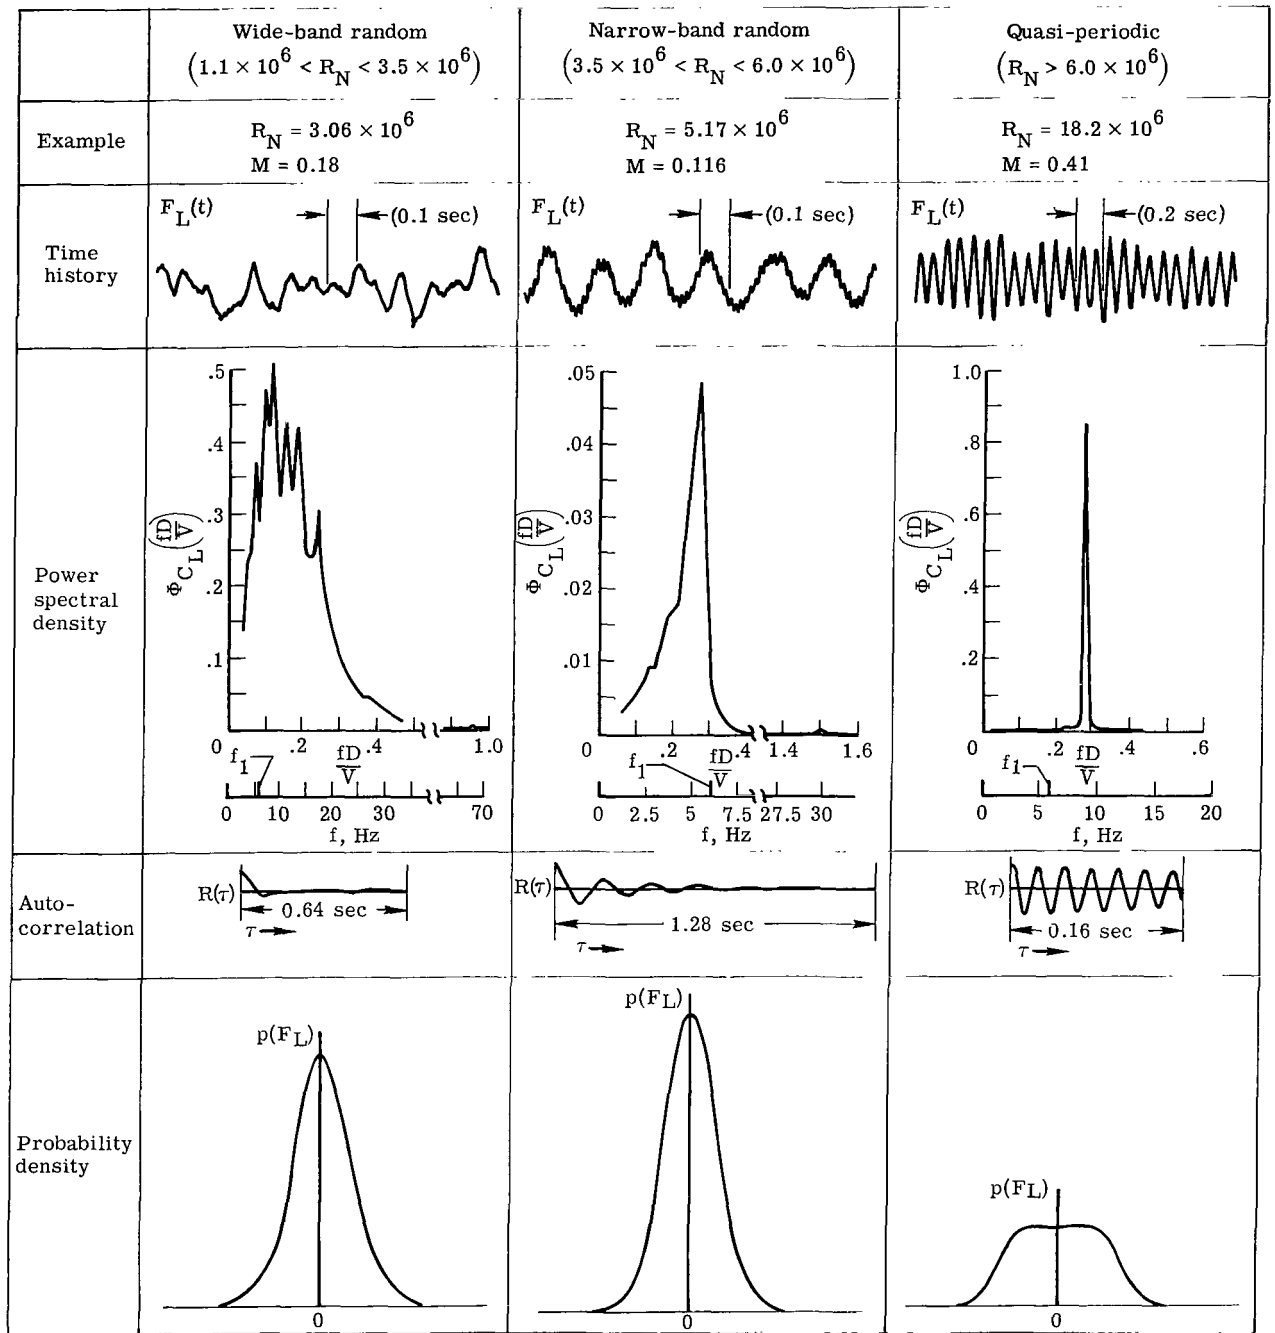 Wide-band random
(1.1 × 10^6 < R_N < 3.5 × 10^6)
Narrow-band random
(3.5 × 10^6 < R_N < 6.0 × 10^6)
Quasi-periodic
(R_N > 6.0 × 10^6)
Example
R_N = 3.06 × 10^6
M = 0.18
R_N = 5.17 × 10^6
M = 0.116
R_N = 18.2 × 10^6
M = 0.41
Time
history
F_L(t)
(0.1 sec)
F_L(t)
(0.1 sec)
F_L(t)
(0.2 sec)
Power
spectral
density
Φ_C_L(fD/V)
.5
.4
.3
.2
.1
0 .2 .4 1.0
f_1
fD/V
0 10 30 70
f, Hz
Φ_C_L(fD/V)
.05
.04
.03
.02
.01
0 .2 .4 1.4 1.6
f_1
fD/V
0 2.5 5 7.5 27.5 30
f, Hz
Φ_C_L(fD/V)
1.0
.8
.6
.4
.2
0 .2 .4 .6
f_1
fD/V
0 5 10 15 20
f, Hz
Auto-
correlation
R(τ)
0.64 sec
τ
R(τ)
1.28 sec
τ
R(τ)
0.16 sec
τ
Probability
density
p(F_L)
0
p(F_L)
0
p(F_L)
0